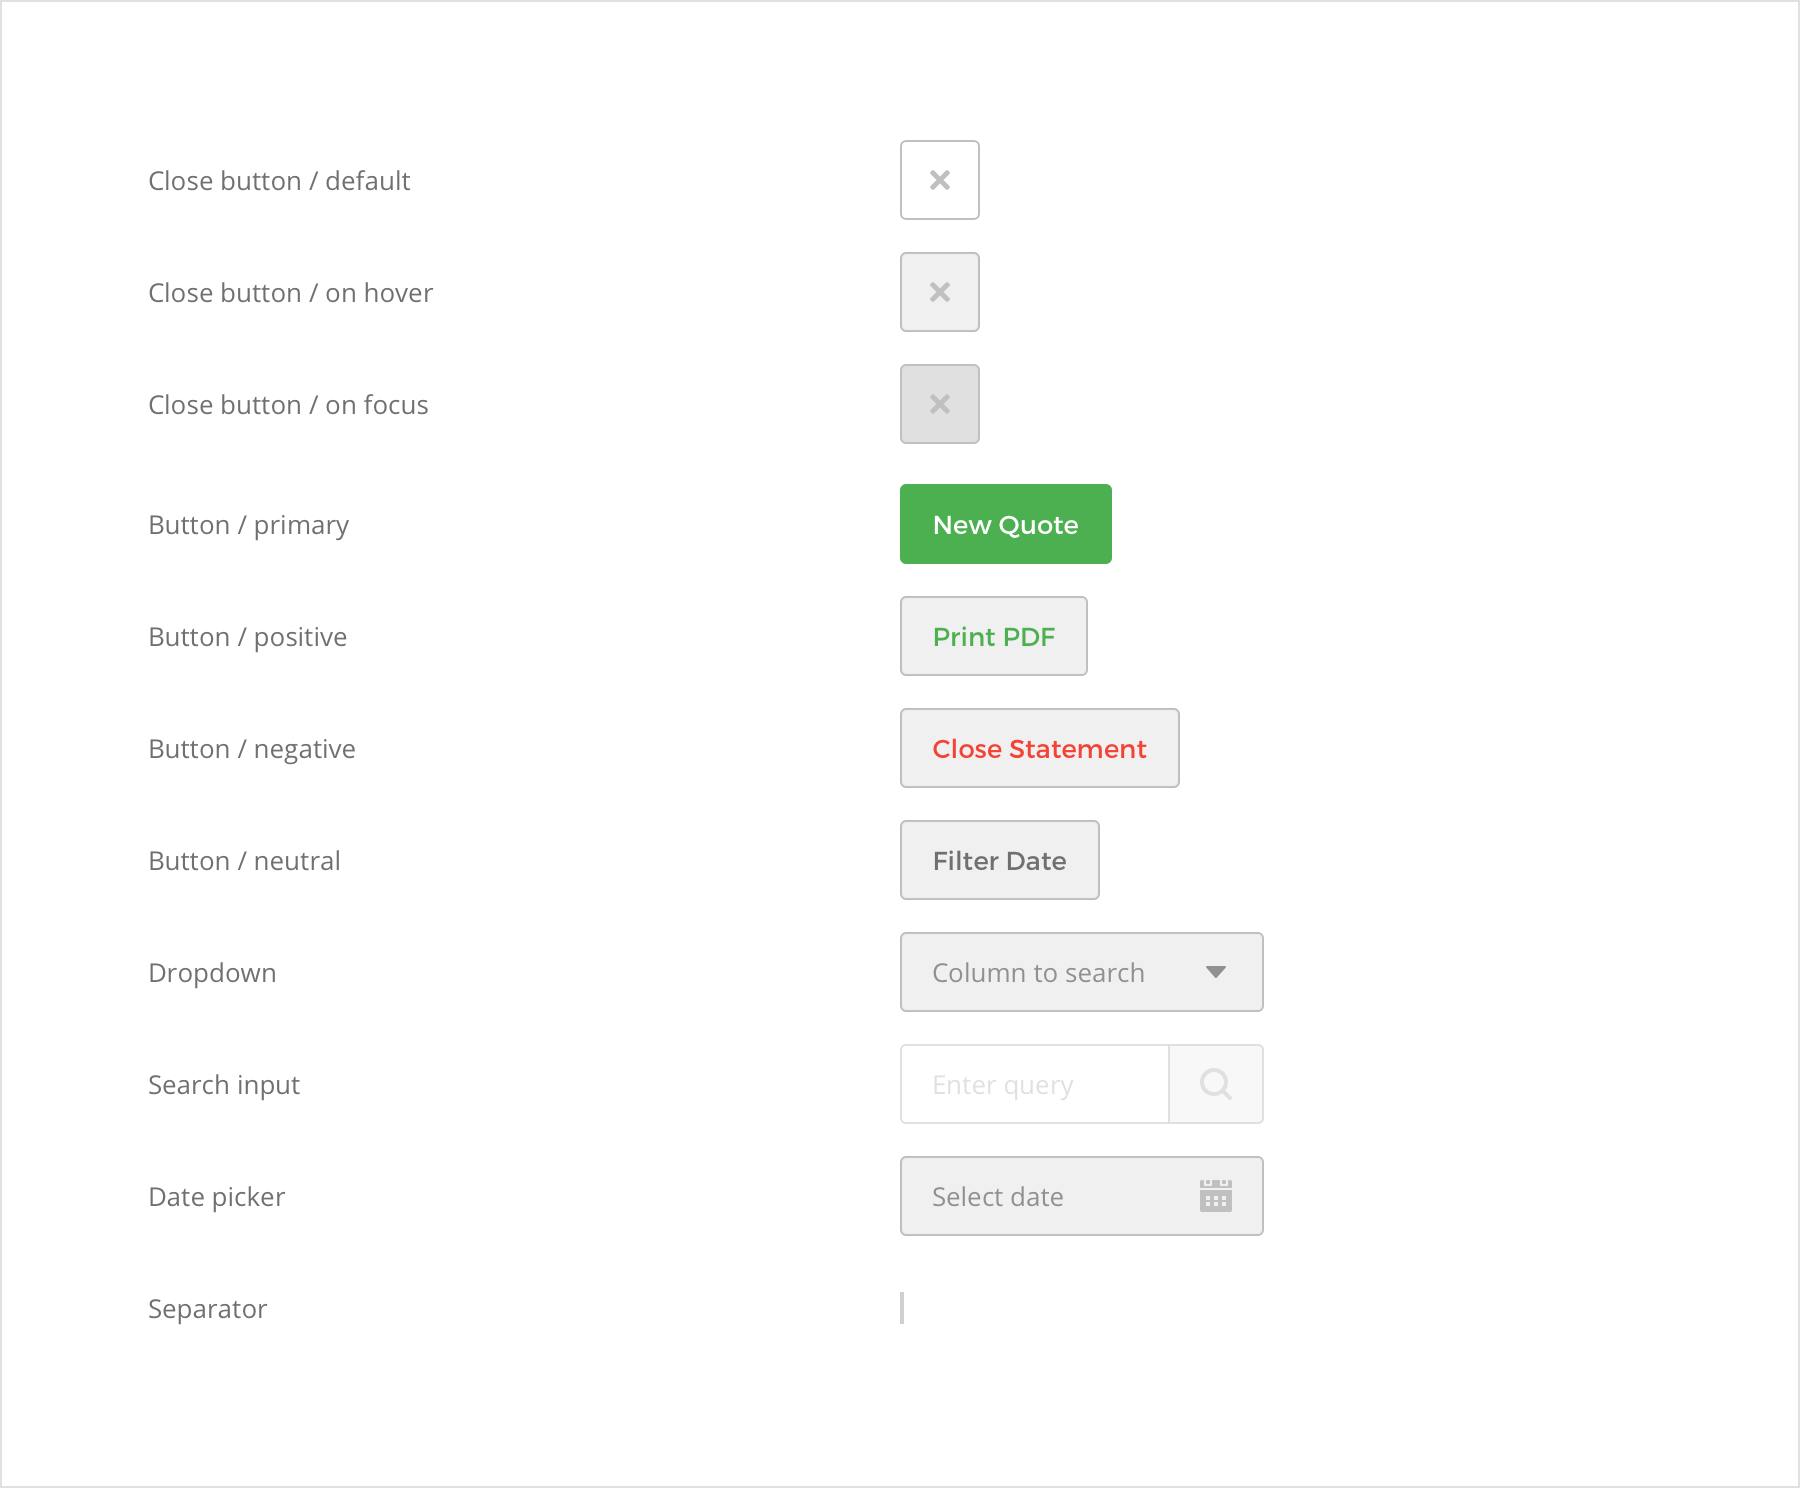 Close button / default
Close button / on hover
Close button / on focus
Button / primary New Quote
Button / positive Print PDF
Button / negative Close Statement
Button / neutral Filter Date
Dropdown Column to search
Search input Enter query
Date picker Select date
Separator